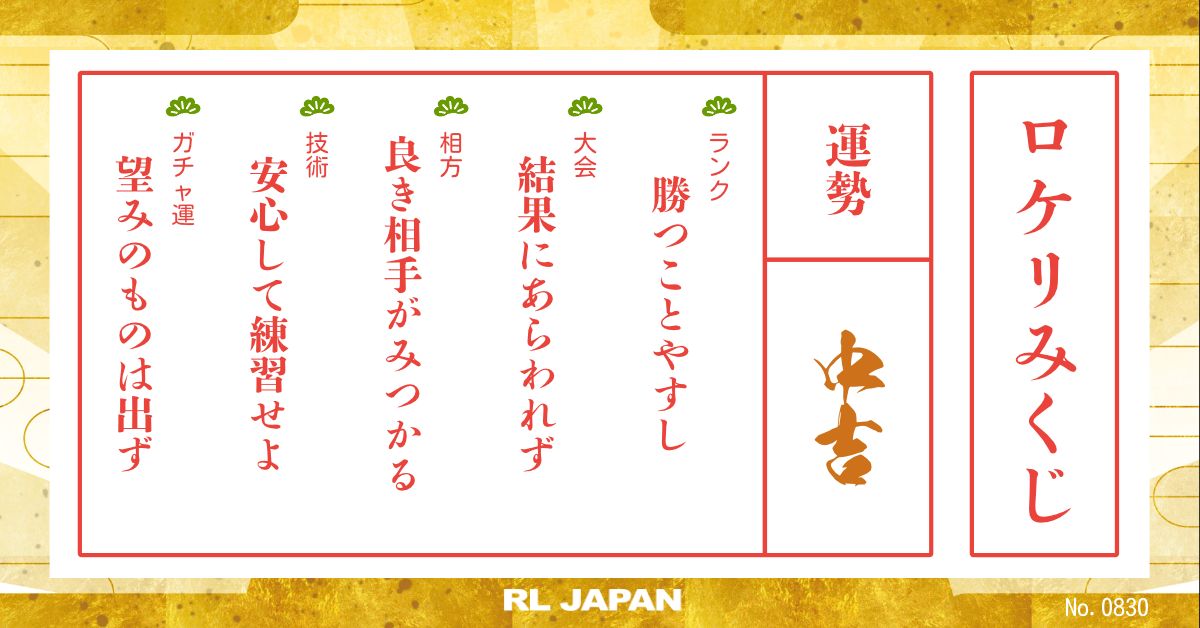 ロケリみくじ
運勢
中吉
ランク
勝つことやすし
大会
結果にあらわれず
相方
良き相手がみつかる
技術
安心して練習せよ
ガチャ運
望みのものは出ず
RL JAPAN
No. 0830